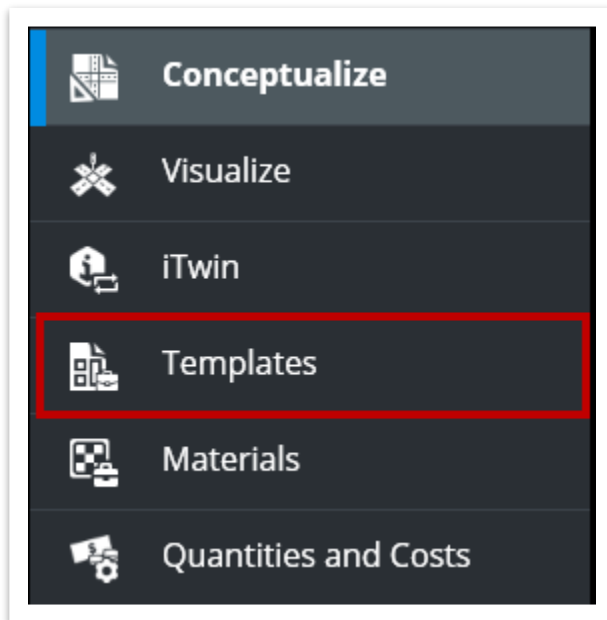 Conceptualize
Visualize
iTwin
Templates
Materials
Quantities and Costs